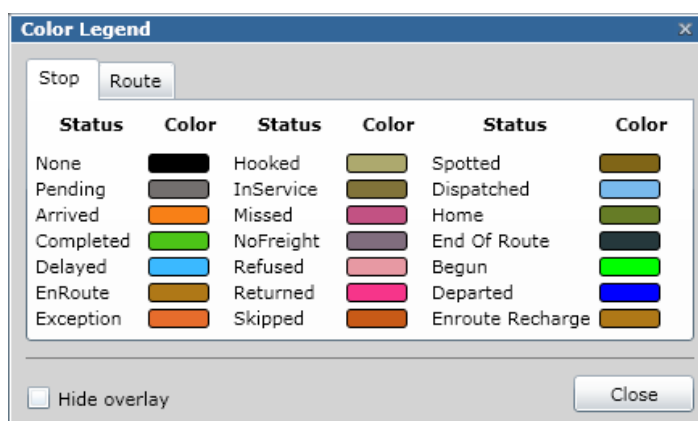 Color Legend
Stop Route
Status Color Status Color Status Color
None Hooked Spotted
Pending InService Dispatched
Arrived Missed Home
Completed NoFreight End Of Route
Delayed Refused Begun
EnRoute Returned Departed
Exception Skipped Enroute Recharge
Hide overlay Close